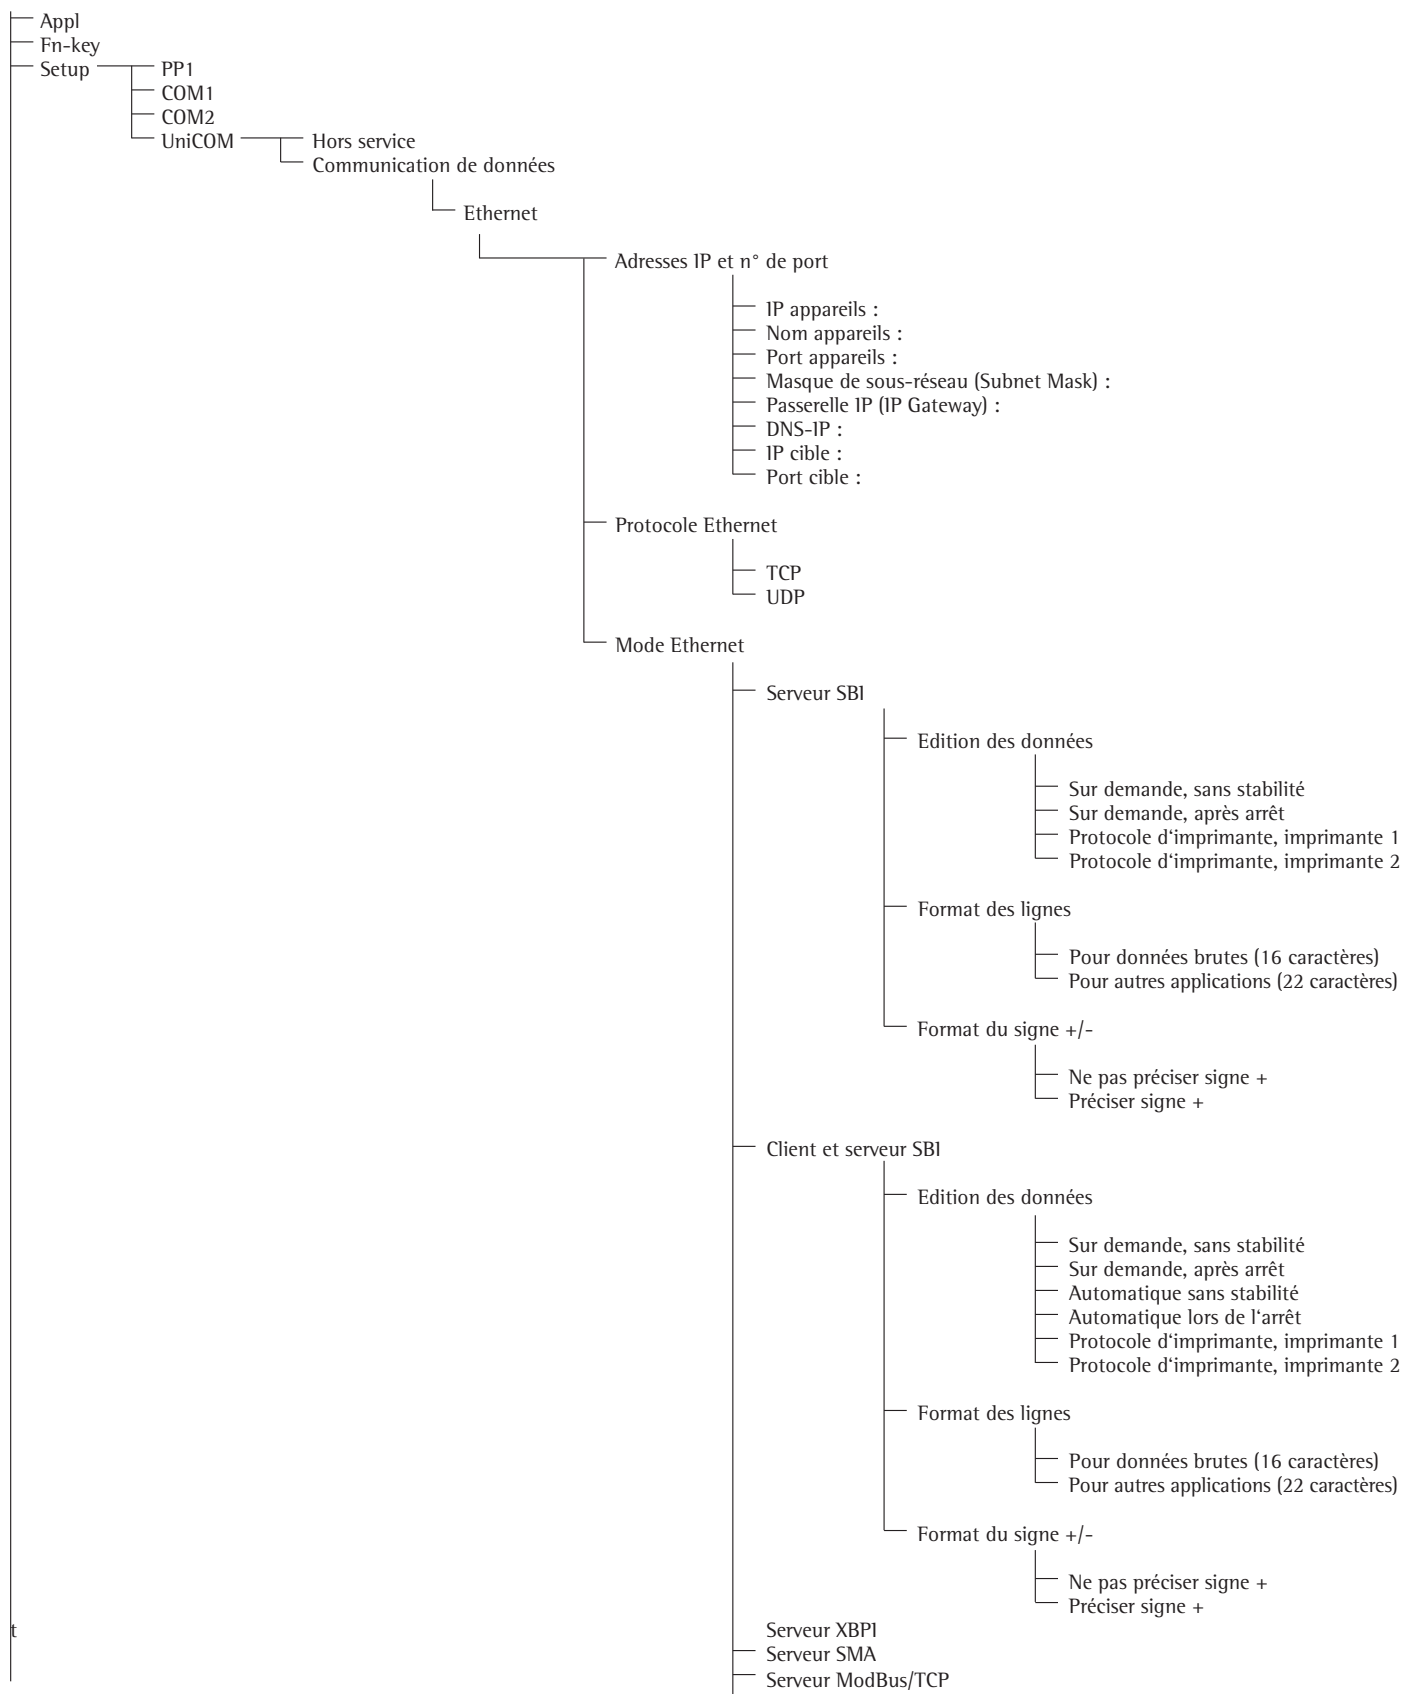 Appl
Fn-key
Setup PP1
COM1
COM2
UniCOM Hors service
Communication de données
Ethernet
Adresses IP et n° de port
IP appareils :
Nom appareils :
Port appareils :
Masque de sous-réseau (Subnet Mask) :
Passerelle IP (IP Gateway) :
DNS-IP :
IP cible :
Port cible :
Protocole Ethernet
TCP
UDP
Mode Ethernet
Serveur SBI
Edition des données
Sur demande, sans stabilité
Sur demande, après arrêt
Protocole d‘imprimante, imprimante 1
Protocole d‘imprimante, imprimante 2
Format des lignes
Pour données brutes (16 caractères)
Pour autres applications (22 caractères)
Format du signe +/-
Ne pas préciser signe +
Préciser signe +
Client et serveur SBI
Edition des données
Sur demande, sans stabilité
Sur demande, après arrêt
Automatique sans stabilité
Automatique lors de l‘arrêt
Protocole d‘imprimante, imprimante 1
Protocole d‘imprimante, imprimante 2
Format des lignes
Pour données brutes (16 caractères)
Pour autres applications (22 caractères)
Format du signe +/-
Ne pas préciser signe +
Préciser signe +
t Serveur XBPI
Serveur SMA
Serveur ModBus/TCP